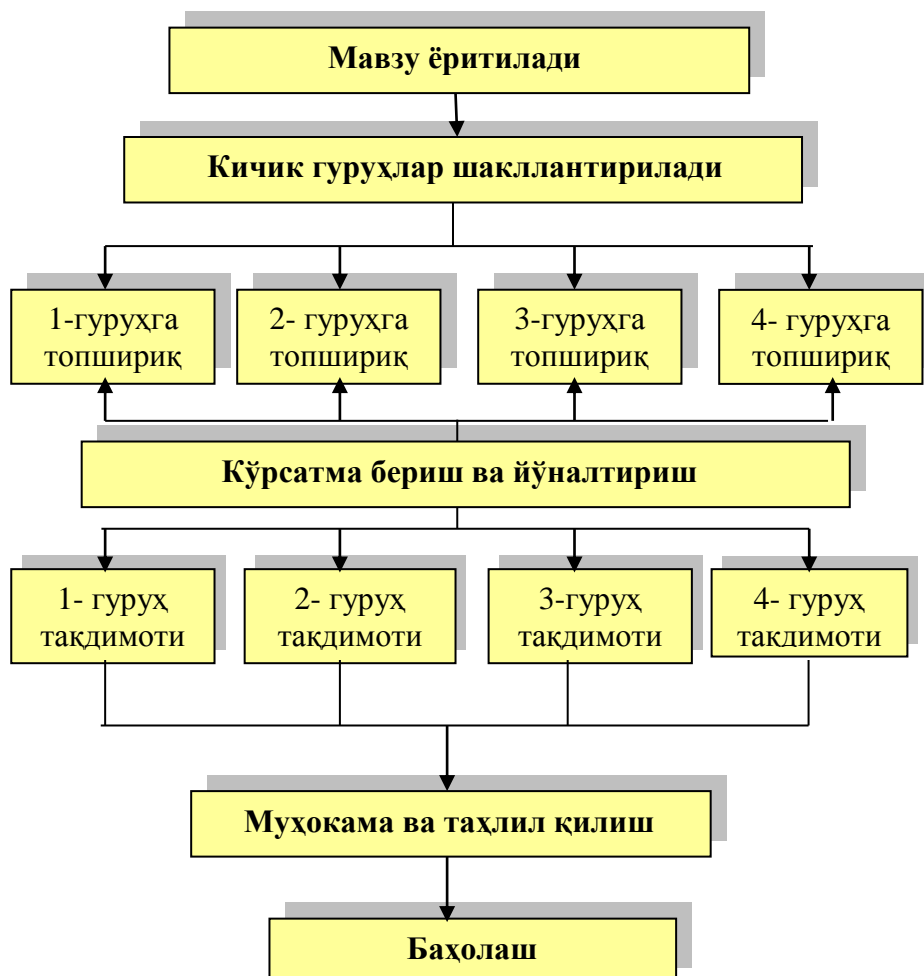 Мавзу ёритилади
Кичик гуруҳлар шакллантирилади
1-гуруҳга
топшириқ
2- гуруҳга
топшириқ
3-гуруҳга
топшириқ
4- гуруҳга
топшириқ
Кўрсатма бериш ва йўналтириш
1- гуруҳ
тақдимоти
2- гуруҳ
тақдимоти
3-гуруҳ
тақдимоти
4- гуруҳ
тақдимоти
Муҳокама ва таҳлил қилиш
Баҳолаш